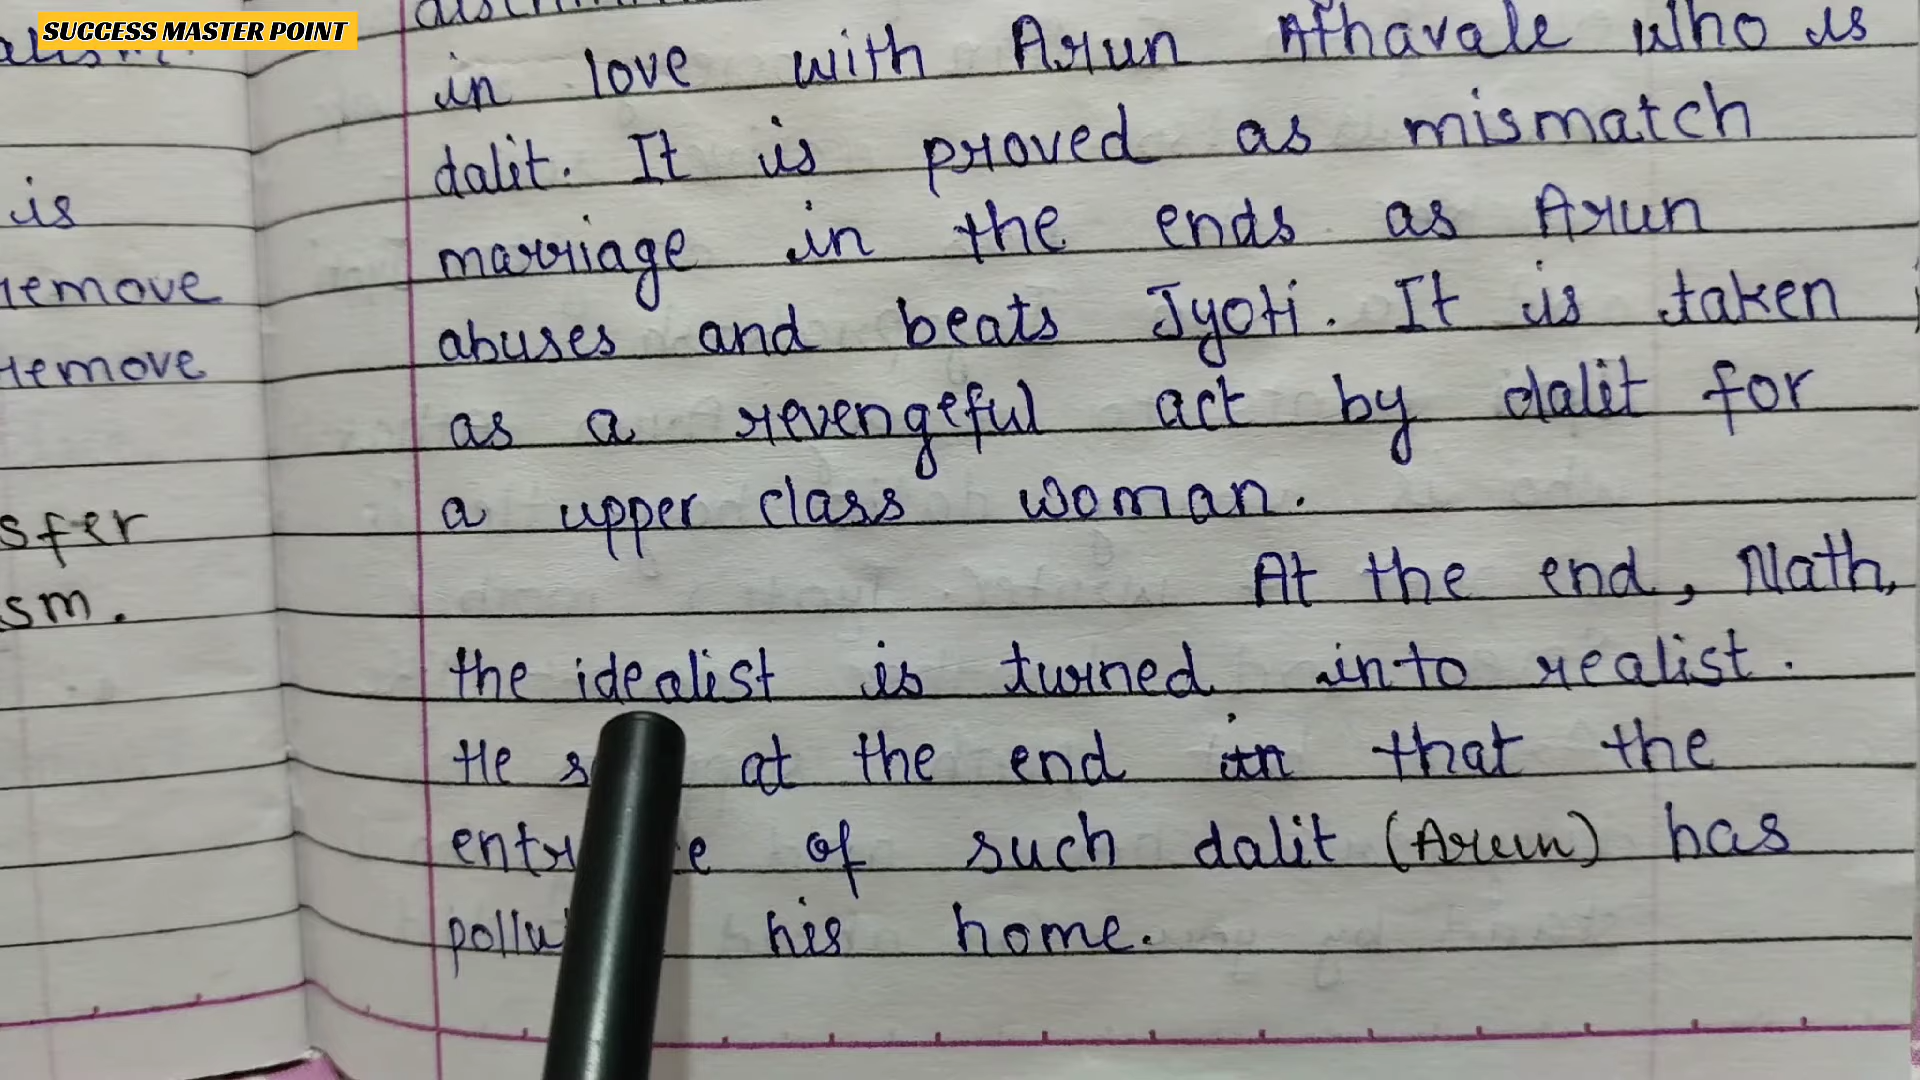 SUCCESS MASTER POINT
in love with Arun Athavale who is
dalit. It is proved as mismatch
marriage in the ends as Arun
abuses and beats Jyoti. It is taken
as a revengeful act by dalit for
a upper class woman.
At the end, Nath,
the idealist is turned into realist.
He at the end in that the
of such dalit (Arun) has
his home.
is
remove
remove
sfer
sm.